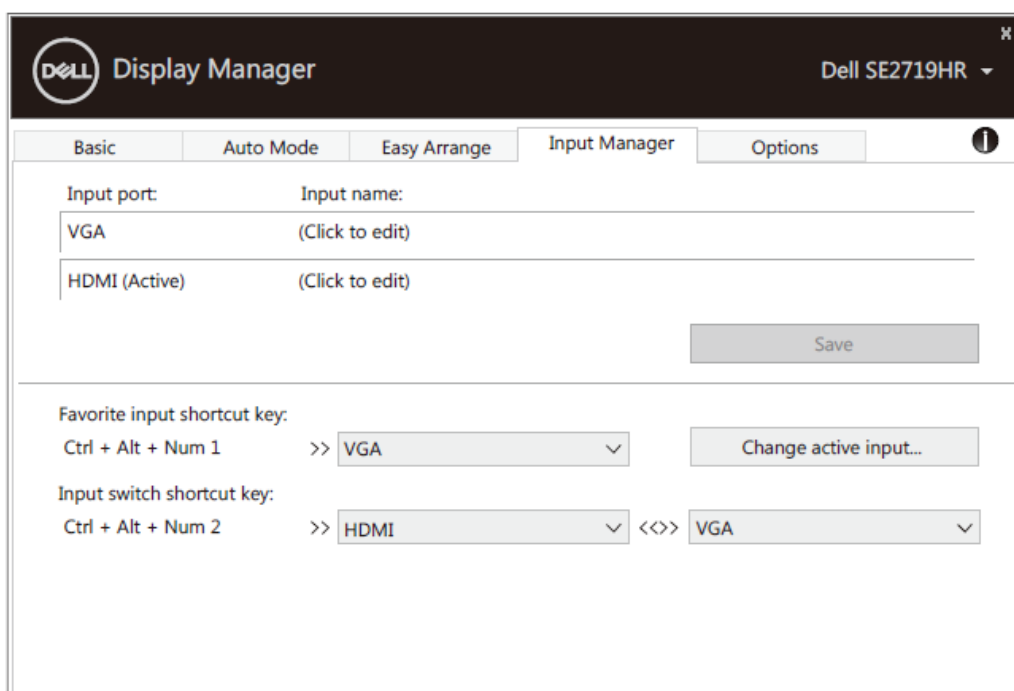 DELL Display Manager Dell SE2719HR
Basic Auto Mode Easy Arrange Input Manager Options
Input port: Input name:
VGA (Click to edit)
HDMI (Active) (Click to edit)
Save
Favorite input shortcut key:
Ctrl + Alt + Num 1 >> VGA Change active input...
Input switch shortcut key:
Ctrl + Alt + Num 2 >> HDMI <<>> VGA